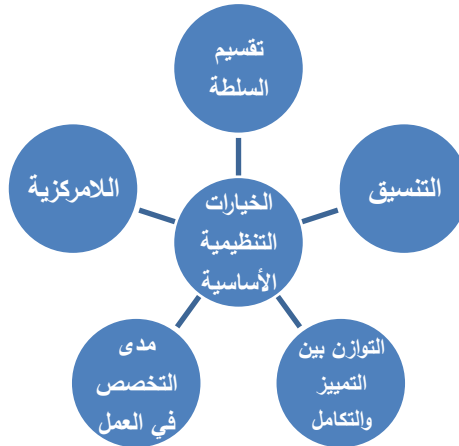 تقسيم
السلطة
التنسيق
التوازن بين
التمييز
والتكامل
مدى
التخصص
في العمل
اللامركزية
الخيارات
التنظيمية
الأساسية